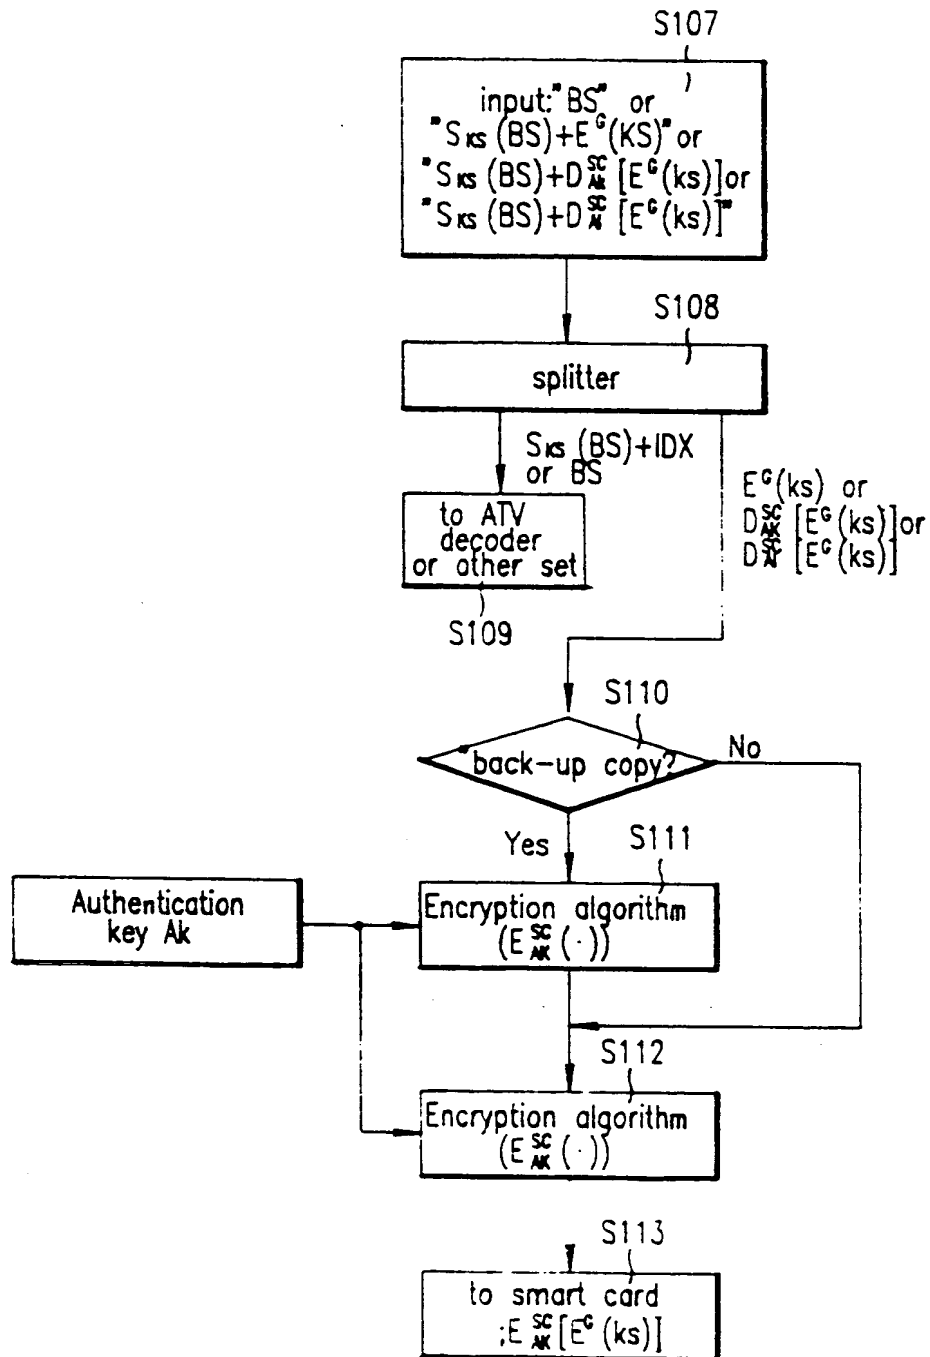 S107
input:"BS" or
"SKS (BS)+E^G(KS)" or
"SKS (BS)+D^SC_AK [E^G(ks)]or
"SKS (BS)+D^SC_AI [E^G(ks)]"
S108
splitter
SKS (BS)+IDX
or BS
E^G(ks) or
D^SC_AK [E^G(ks)]or
D^SC_AI [E^G(ks)]
to ATV
decoder
or other set
S109
S110
"back-up copy?
No
Yes
S111
Authentication
key Ak
Encryption algorithm
(E^SC_AK (·))
S112
Encryption algorithm
(E^SC_AK (·))
S113
to smart card
;E^SC_AK [E^G (ks)]